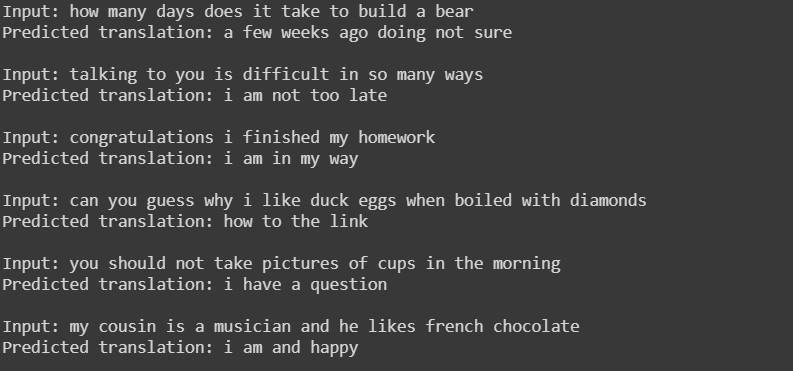 Input: how many days does it take to build a bear
Predicted translation: a few weeks ago doing not sure
Input: talking to you is difficult in so many ways
Predicted translation: i am not too late
Input: congratulations i finished my homework
Predicted translation: i am in my way
Input: can you guess why i like duck eggs when boiled with diamonds
Predicted translation: how to the link
Input: you should not take pictures of cups in the morning
Predicted translation: i have a question
Input: my cousin is a musician and he likes french chocolate
Predicted translation: i am and happy